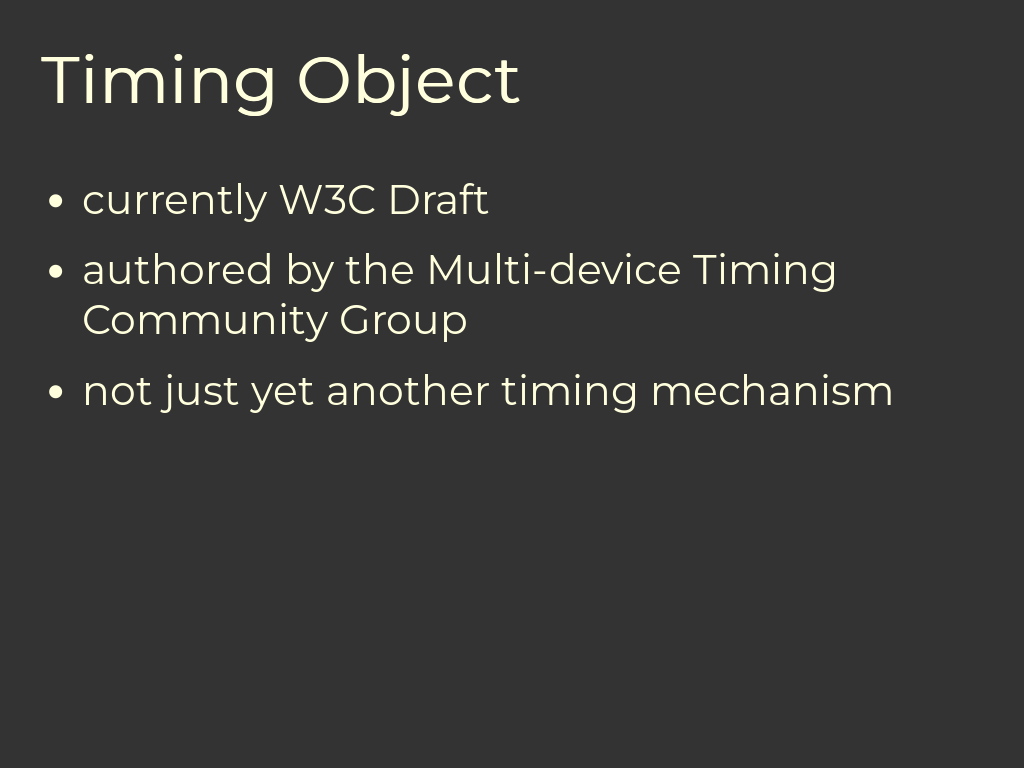 Timing Object
• currently W3C Draft
• authored by the Multi-device Timing
Community Group
• not just yet another timing mechanism